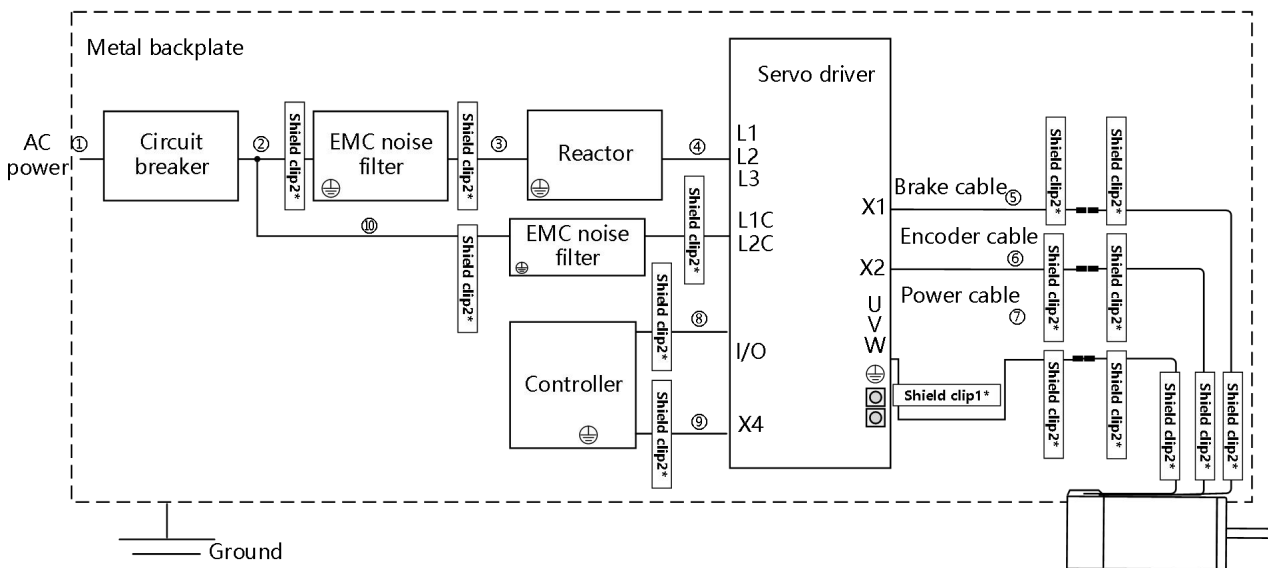 Metal backplate
AC
power
①
Circuit
breaker
②
Shield clip2*
EMC noise
filter
Shield clip2*
③
Reactor
④
Servo driver
L1
L2
L3
L1C
L2C
I/O
X4
X1
X2
U
V
W
⑩
Shield clip2*
EMC noise
filter
Shield clip2*
Controller
Shield clip2*
⑧
Shield clip2*
⑨
Brake cable
⑤
Shield clip2*
Shield clip2*
Encoder cable
⑥
Shield clip2*
Shield clip2*
Power cable
⑦
Shield clip1*
Shield clip2*
Shield clip2*
Shield clip2*
Shield clip2*
Shield clip2*
Ground